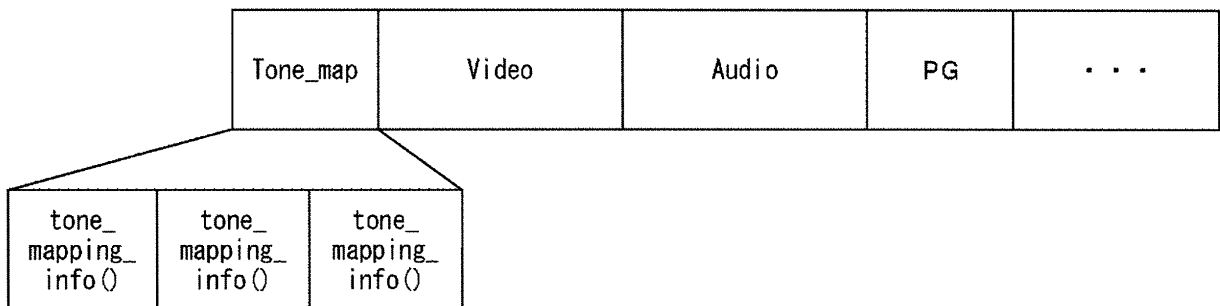 Tone_map
Video
Audio
PG
・・・
tone_
mapping_
info()
tone_
mapping_
info()
tone_
mapping_
info()